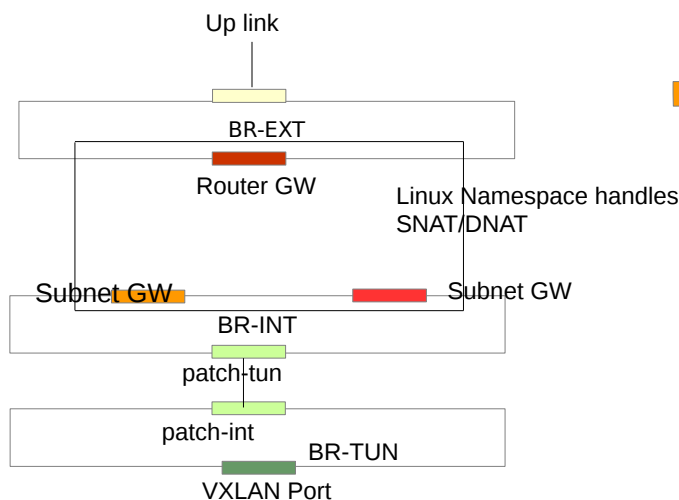 Up link
BR-EXT
Router GW
Linux Namespace handles
SNAT/DNAT
Subnet GW
Subnet GW
BR-INT
patch-tun
patch-int
BR-TUN
VXLAN Port